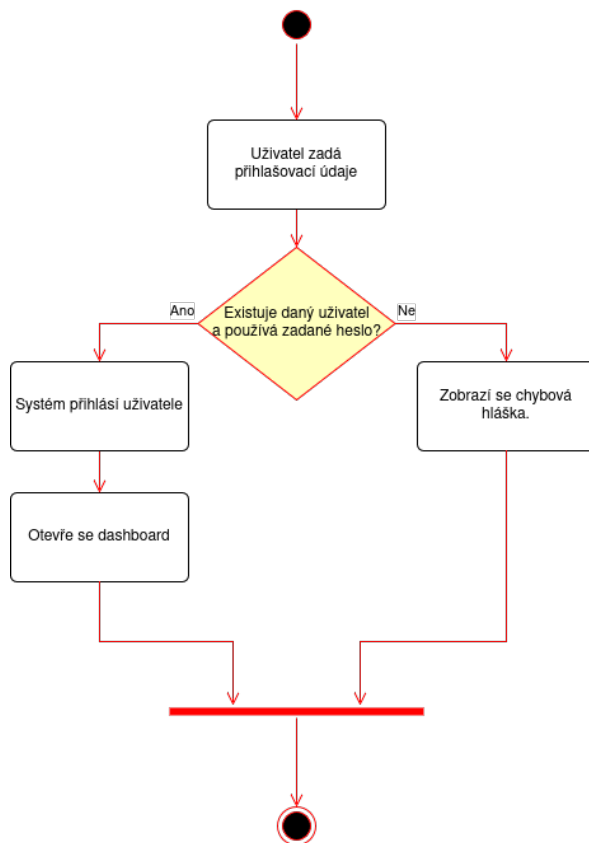 Uživatel zadá
přihlašovací údaje
Existuje daný uživatel
a používá zadané heslo?
Ano
Ne
Systém přihlásí uživatele
Zobrazí se chybová
hláška.
Otevře se dashboard